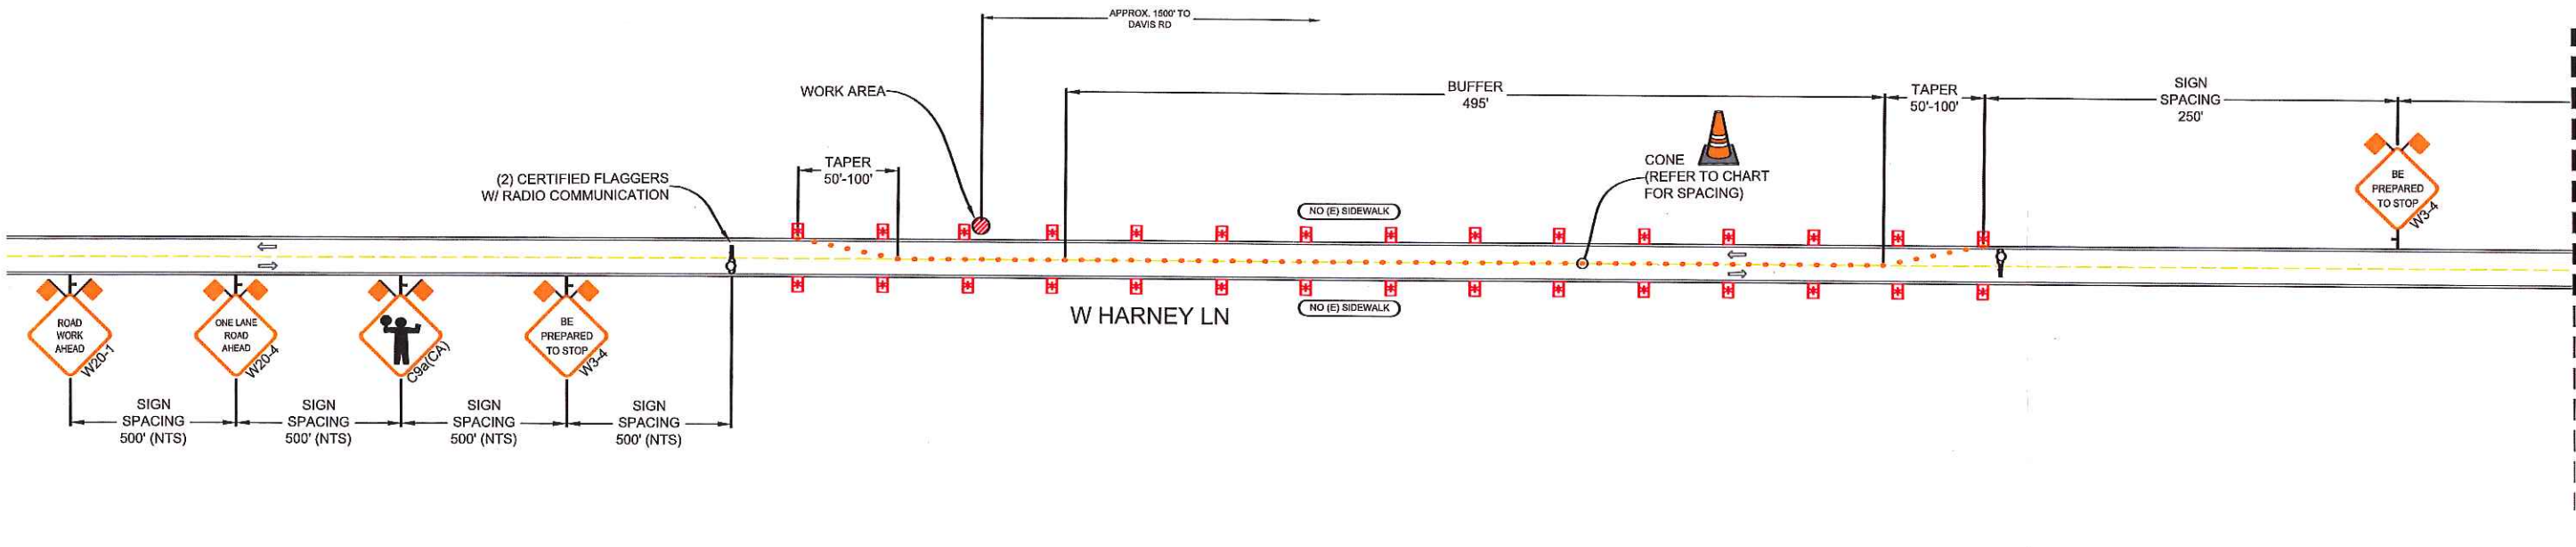 APPROX. 1500' TO
DAVIS RD
WORK AREA
BUFFER
495'
TAPER
50'-100'
SIGN
SPACING
250'
(2) CERTIFIED FLAGGERS
W/ RADIO COMMUNICATION
TAPER
50'-100'
CONE
(REFER TO CHART
FOR SPACING)
BE
PREPARED
TO STOP
W3-4
NO (E) SIDEWALK
NO (E) SIDEWALK
W HARNEY LN
ROAD
WORK
AHEAD
W20-1
ONE LANE
ROAD
AHEAD
W20-4
C9a(CA)
BE
PREPARED
TO STOP
W3-4
SIGN
SPACING
500' (NTS)
SIGN
SPACING
500' (NTS)
SIGN
SPACING
500' (NTS)
SIGN
SPACING
500' (NTS)